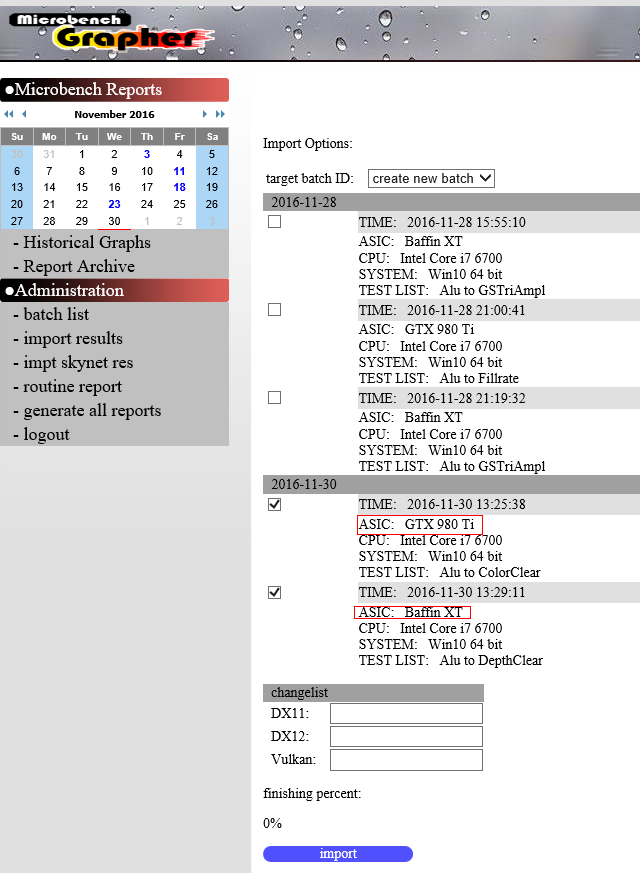 Microbench
Grapher
Microbench Reports
November 2016
Su Mo Tu We Th Fr Sa
30 31 1 2 3 4 5
6 7 8 9 10 11 12
13 14 15 16 17 18 19
20 21 22 23 24 25 26
27 28 29 30 1 2 3
- Historical Graphs
- Report Archive
Administration
- batch list
- import results
- impt skynet res
- routine report
- generate all reports
- logout
Import Options:
target batch ID: create new batch
2016-11-28
TIME: 2016-11-28 15:55:10
ASIC: Baffin XT
CPU: Intel Core i7 6700
SYSTEM: Win10 64 bit
TEST LIST: Alu to GSTriAmpl
TIME: 2016-11-28 21:00:41
ASIC: GTX 980 Ti
CPU: Intel Core i7 6700
SYSTEM: Win10 64 bit
TEST LIST: Alu to Fillrate
TIME: 2016-11-28 21:19:32
ASIC: Baffin XT
CPU: Intel Core i7 6700
SYSTEM: Win10 64 bit
TEST LIST: Alu to GSTriAmpl
2016-11-30
TIME: 2016-11-30 13:25:38
ASIC: GTX 980 Ti
CPU: Intel Core i7 6700
SYSTEM: Win10 64 bit
TEST LIST: Alu to ColorClear
TIME: 2016-11-30 13:29:11
ASIC: Baffin XT
CPU: Intel Core i7 6700
SYSTEM: Win10 64 bit
TEST LIST: Alu to DepthClear
changelist
DX11:
DX12:
Vulkan:
finishing percent:
0%
import